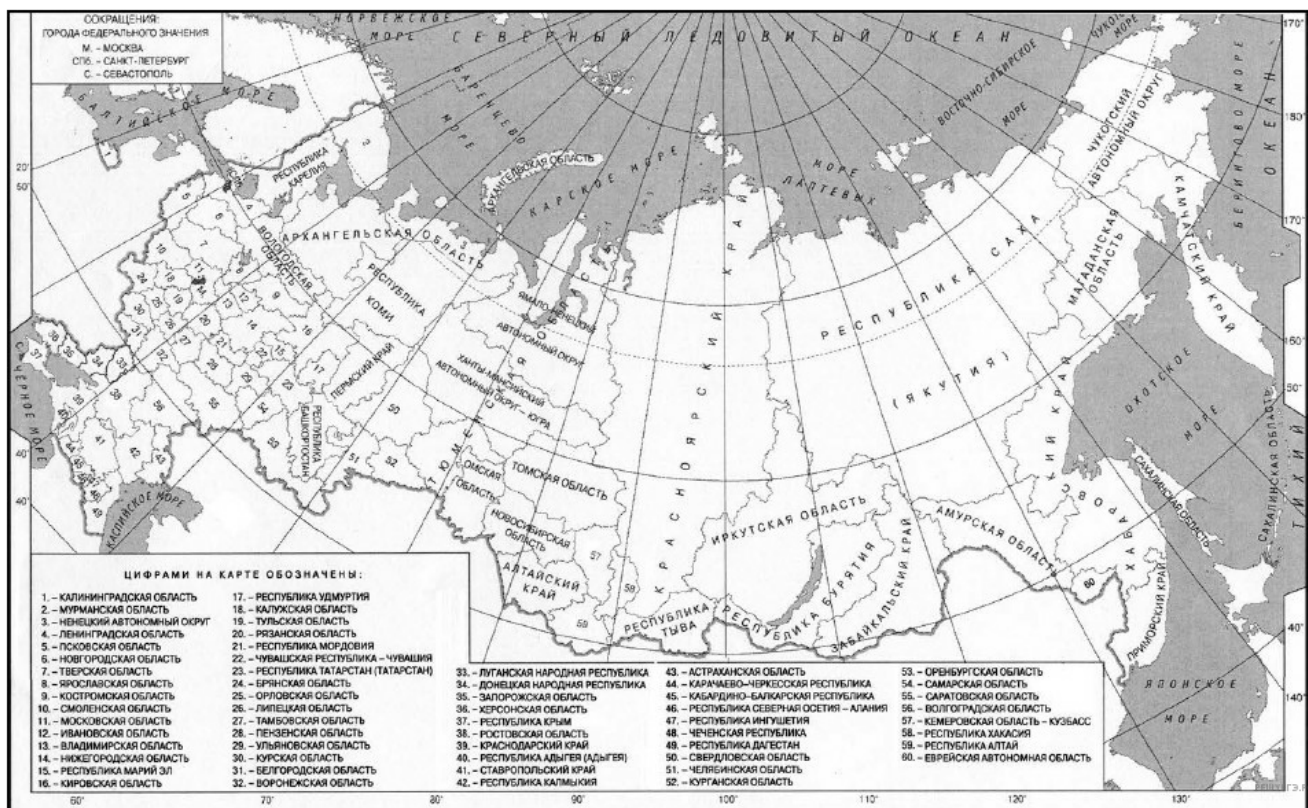 СОКРАЩЕНИЯ:
ГОРОДА ФЕДЕРАЛЬНОГО ЗНАЧЕНИЯ
М. – МОСКВА
СПб. – САНКТ-ПЕТЕРБУРГ
С. – СЕВАСТОПОЛЬ
НОРВЕЖСКОЕ
МОРЕ
СЕВЕРНЫЙ ЛЕДОВИТЫЙ ОКЕАН
ЧУКОТСКОЕ
МОРЕ
170°
180°
БАЛТИЙСКОЕ МОРЕ
БАРЕНЦЕВО
МОРЕ
ВОСТОЧНО-СИБИРСКОЕ
МОРЕ
ЧУКОТСКИЙ
АВТОНОМНЫЙ ОКРУГ
БЕРИНГОВО МОРЕ
КАРСКОЕ МОРЕ
МОРЕ
ЛАПТЕВЫХ
АРХАНГЕЛЬСКАЯ ОБЛАСТЬ
РЕСПУБЛИКА
КАРЕЛИЯ
АРХАНГЕЛЬСКАЯ ОБЛАСТЬ
ВОЛОГОДСКАЯ
ОБЛАСТЬ
РЕСПУБЛИКА
КОМИ
ЯМАЛО-НЕНЕЦКИЙ
АВТОНОМНЫЙ ОКРУГ
ХАНТЫ-МАНСИЙСКИЙ
АВТОНОМНЫЙ ОКРУГ – ЮГРА
ТЮМЕНСКАЯ ОБЛАСТЬ
ПЕРМСКИЙ КРАЙ
РЕСПУБЛИКА
БАШКОРТОСТАН
ОМСКАЯ
ОБЛАСТЬ
ТОМСКАЯ ОБЛАСТЬ
НОВОСИБИРСКАЯ
ОБЛАСТЬ
АЛТАЙСКИЙ
КРАЙ
КРАСНОЯРСКИЙ КРАЙ
РЕСПУБЛИКА
ТЫВА
ИРКУТСКАЯ ОБЛАСТЬ
РЕСПУБЛИКА БУРЯТИЯ
ЗАБАЙКАЛЬСКИЙ КРАЙ
РЕСПУБЛИКА САХА
(ЯКУТИЯ)
АМУРСКАЯ ОБЛАСТЬ
ХАБАРОВСКИЙ КРАЙ
МАГАДАНСКАЯ
ОБЛАСТЬ
КАМЧАТСКИЙ КРАЙ
ОХОТСКОЕ
МОРЕ
САХАЛИНСКАЯ ОБЛАСТЬ
САХАЛИНСКАЯ ОБЛАСТЬ
ТИХИЙ
ОКЕАН
ПРИМОРСКИЙ КРАЙ
ЯПОНСКОЕ
МОРЕ
ЧЕРНОЕ МОРЕ
КАСПИЙСКОЕ МОРЕ
ЦИФРАМИ НА КАРТЕ ОБОЗНАЧЕНЫ:
1. – КАЛИНИНГРАДСКАЯ ОБЛАСТЬ
2. – МУРМАНСКАЯ ОБЛАСТЬ
3. – НЕНЕЦКИЙ АВТОНОМНЫЙ ОКРУГ
4. – ЛЕНИНГРАДСКАЯ ОБЛАСТЬ
5. – ПСКОВСКАЯ ОБЛАСТЬ
6. – НОВГОРОДСКАЯ ОБЛАСТЬ
7. – ТВЕРСКАЯ ОБЛАСТЬ
8. – ЯРОСЛАВСКАЯ ОБЛАСТЬ
9. – КОСТРОМСКАЯ ОБЛАСТЬ
10. – СМОЛЕНСКАЯ ОБЛАСТЬ
11. – МОСКОВСКАЯ ОБЛАСТЬ
12. – ИВАНОВСКАЯ ОБЛАСТЬ
13. – ВЛАДИМИРСКАЯ ОБЛАСТЬ
14. – НИЖЕГОРОДСКАЯ ОБЛАСТЬ
15. – РЕСПУБЛИКА МАРИЙ ЭЛ
16. – КИРОВСКАЯ ОБЛАСТЬ
17. – РЕСПУБЛИКА УДМУРТИЯ
18. – КАЛУЖСКАЯ ОБЛАСТЬ
19. – ТУЛЬСКАЯ ОБЛАСТЬ
20. – РЯЗАНСКАЯ ОБЛАСТЬ
21. – РЕСПУБЛИКА МОРДОВИЯ
22. – ЧУВАШСКАЯ РЕСПУБЛИКА – ЧУВАШИЯ
23. – РЕСПУБЛИКА ТАТАРСТАН (ТАТАРСТАН)
24. – БРЯНСКАЯ ОБЛАСТЬ
25. – ОРЛОВСКАЯ ОБЛАСТЬ
26. – ЛИПЕЦКАЯ ОБЛАСТЬ
27. – ТАМБОВСКАЯ ОБЛАСТЬ
28. – ПЕНЗЕНСКАЯ ОБЛАСТЬ
29. – УЛЬЯНОВСКАЯ ОБЛАСТЬ
30. – КУРСКАЯ ОБЛАСТЬ
31. – БЕЛГОРОДСКАЯ ОБЛАСТЬ
32. – ВОРОНЕЖСКАЯ ОБЛАСТЬ
33. – ЛУГАНСКАЯ НАРОДНАЯ РЕСПУБЛИКА
34. – ДОНЕЦКАЯ НАРОДНАЯ РЕСПУБЛИКА
35. – ЗАПОРОЖСКАЯ ОБЛАСТЬ
36. – ХЕРСОНСКАЯ ОБЛАСТЬ
37. – РЕСПУБЛИКА КРЫМ
38. – РОСТОВСКАЯ ОБЛАСТЬ
39. – КРАСНОДАРСКИЙ КРАЙ
40. – РЕСПУБЛИКА АДЫГЕЯ (АДЫГЕЯ)
41. – СТАВРОПОЛЬСКИЙ КРАЙ
42. – РЕСПУБЛИКА КАЛМЫКИЯ
43. – АСТРАХАНСКАЯ ОБЛАСТЬ
44. – КАРАЧАЕВО-ЧЕРКЕССКАЯ РЕСПУБЛИКА
45. – КАБАРДИНО-БАЛКАРСКАЯ РЕСПУБЛИКА
46. – РЕСПУБЛИКА СЕВЕРНАЯ ОСЕТИЯ – АЛАНИЯ
47. – РЕСПУБЛИКА ИНГУШЕТИЯ
48. – ЧЕЧЕНСКАЯ РЕСПУБЛИКА
49. – РЕСПУБЛИКА ДАГЕСТАН
50. – СВЕРДЛОВСКАЯ ОБЛАСТЬ
51. – ЧЕЛЯБИНСКАЯ ОБЛАСТЬ
52. – КУРГАНСКАЯ ОБЛАСТЬ
53. – ОРЕНБУРГСКАЯ ОБЛАСТЬ
54. – САМАРСКАЯ ОБЛАСТЬ
55. – САРАТОВСКАЯ ОБЛАСТЬ
56. – ВОЛГОГРАДСКАЯ ОБЛАСТЬ
57. – КЕМЕРОВСКАЯ ОБЛАСТЬ – КУЗБАСС
58. – РЕСПУБЛИКА ХАКАСИЯ
59. – РЕСПУБЛИКА АЛТАЙ
60. – ЕВРЕЙСКАЯ АВТОНОМНАЯ ОБЛАСТЬ
60° 70° 80° 90° 100° 110° 120° 130°